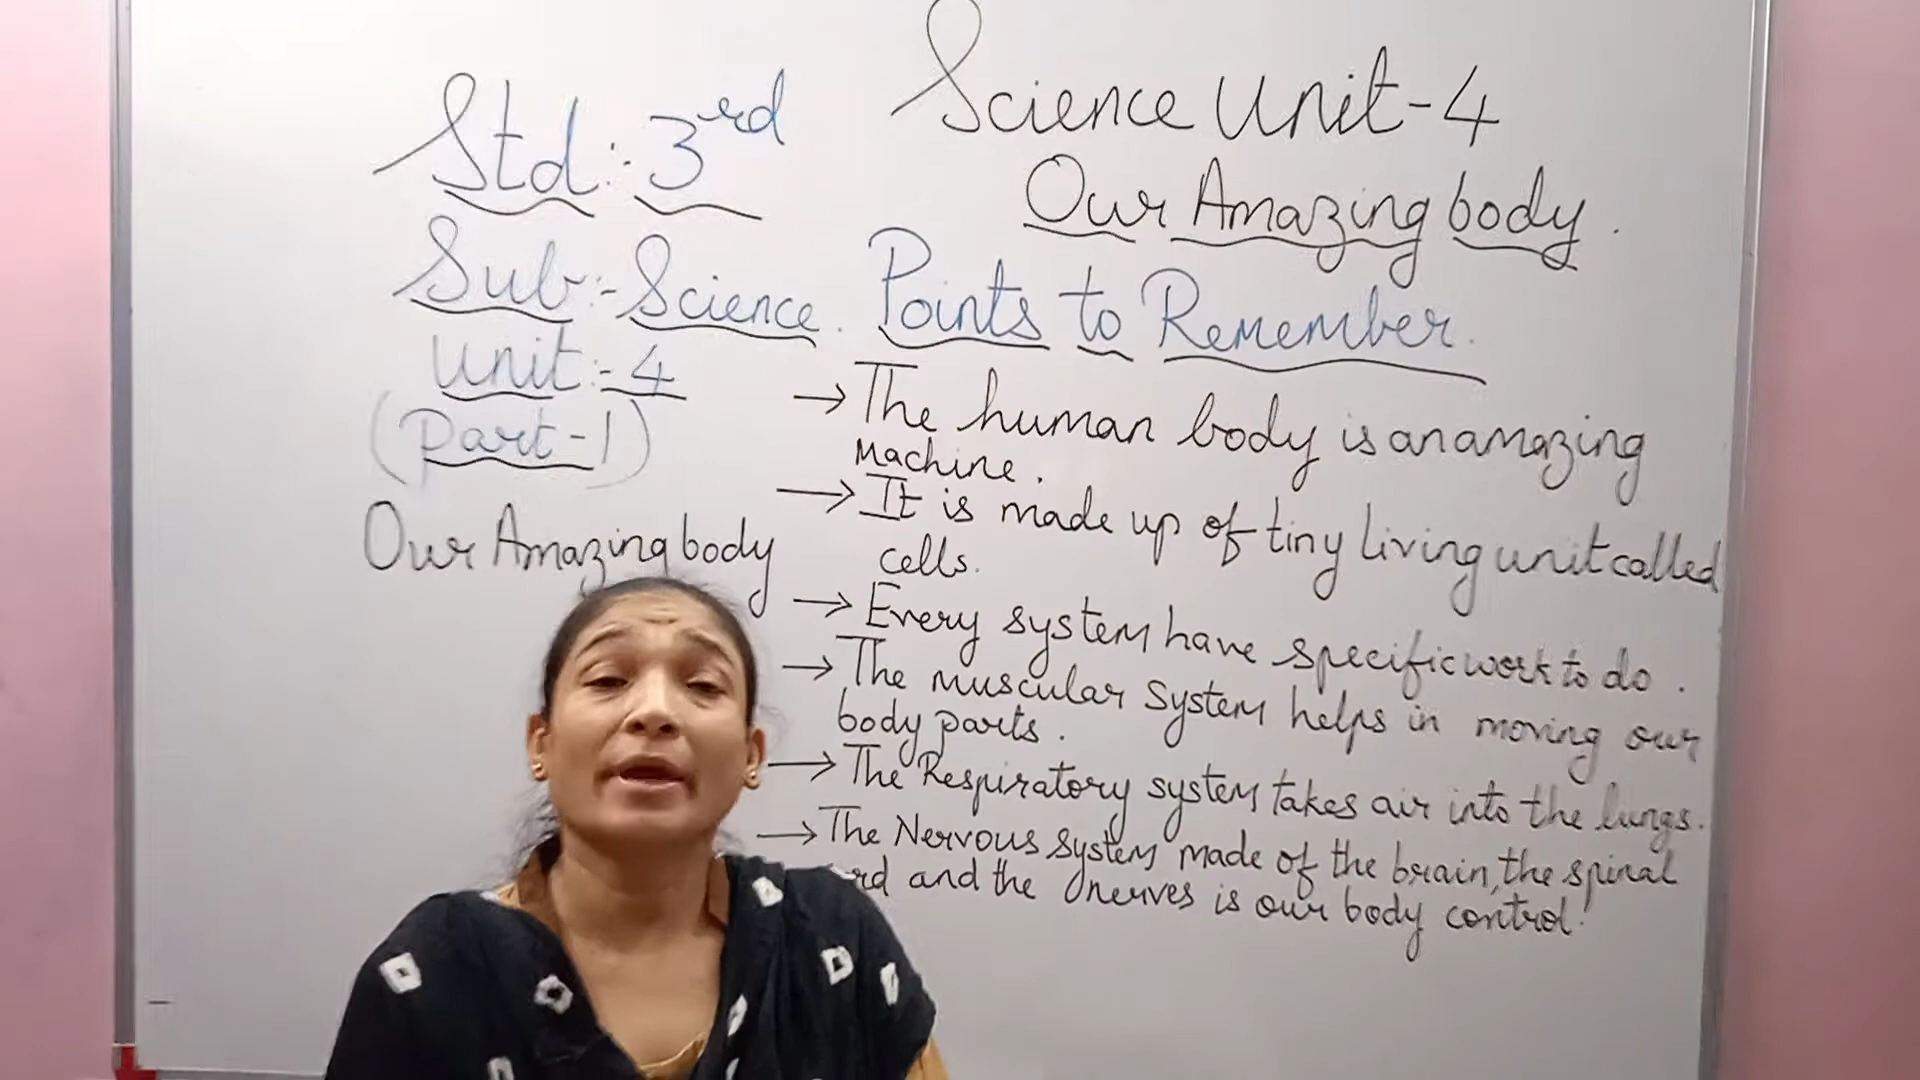 Std:- 3rd
Sub:- Science.
Unit:- 4
(Part-1)
Our Amazing body
Science Unit-4
Our Amazing body.
Points to Remember.
→ The human body is an amazing
Machine.
→ It is made up of tiny living unit called
cells.
→ Every system have specific work to do.
→ The muscular system helps in moving our
body parts.
→ The Respiratory system takes air into the lungs.
→ The Nervous system made of the brain, the spinal
and the nerves is our body control.